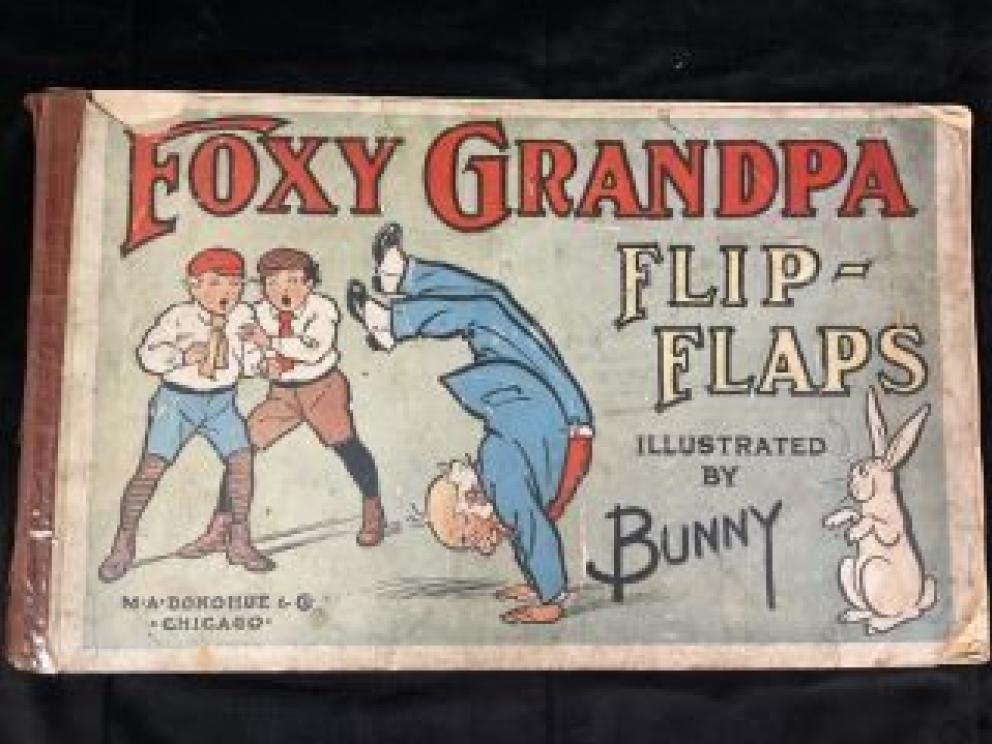 FOXY GRANDPA
FLIP-
FLAPS
ILLUSTRATED
BY
BUNNY
M·A·DONOHUE & CO
·CHICAGO·